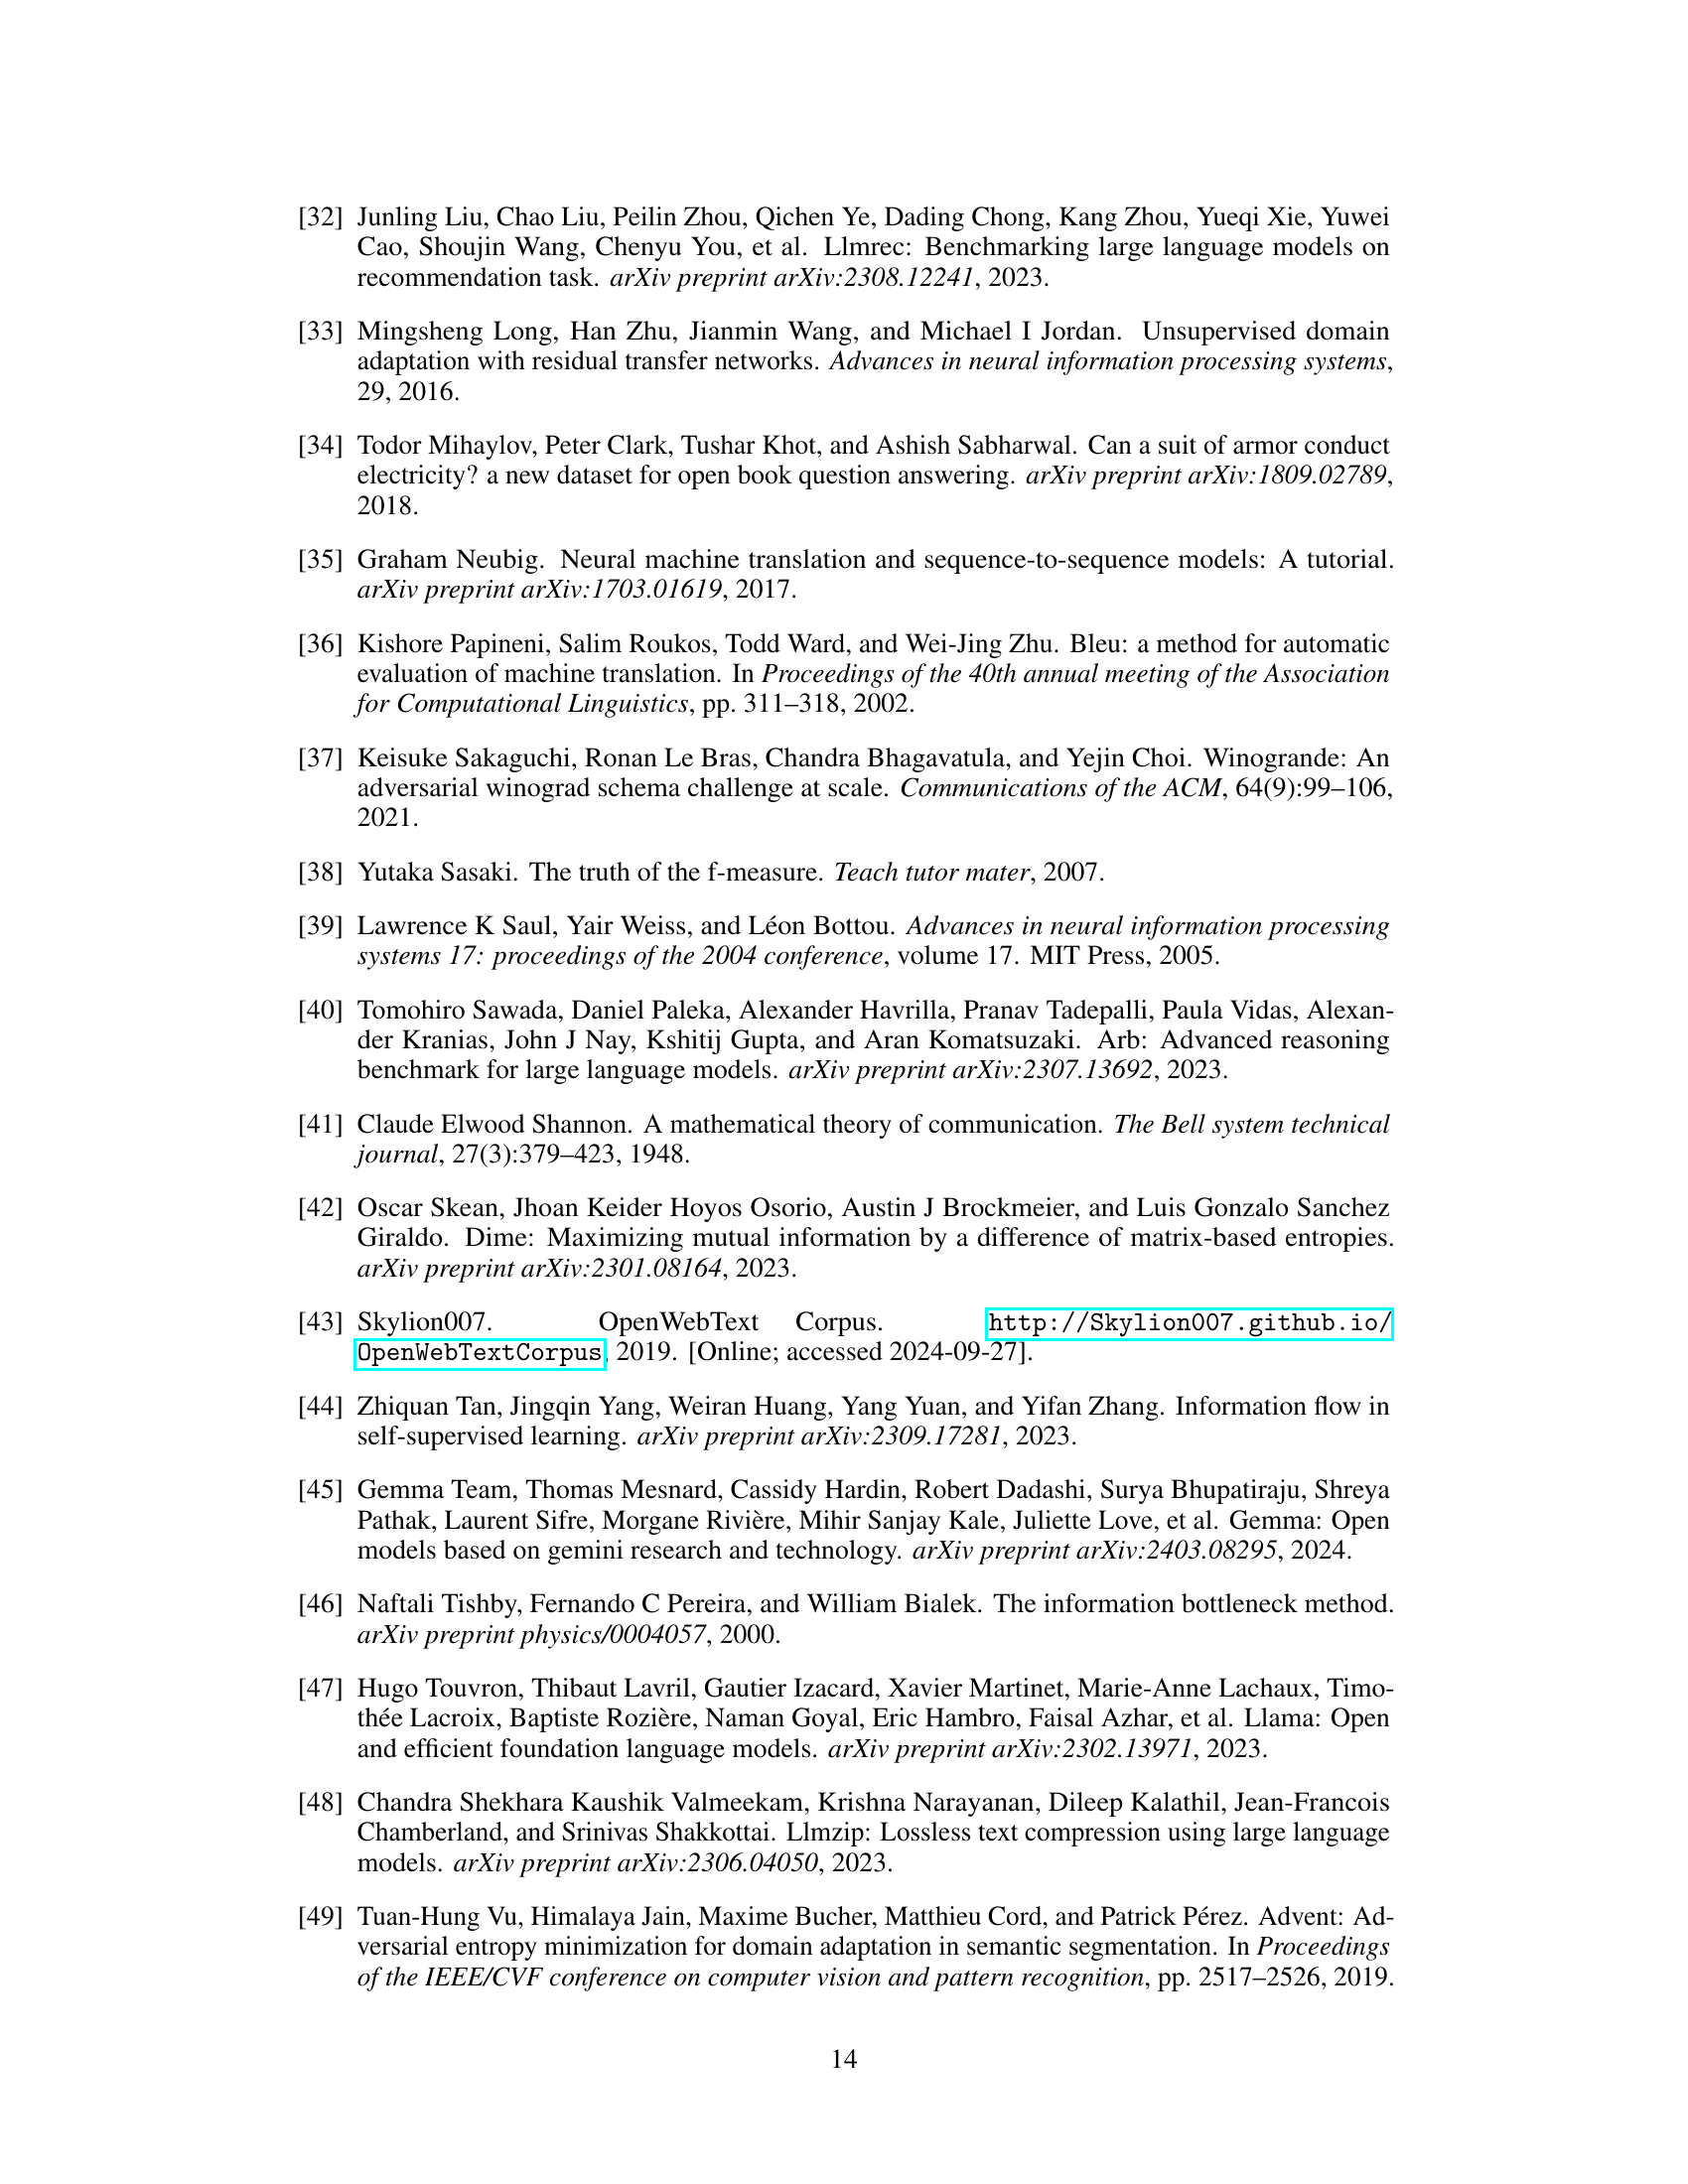 [32] Junling Liu, Chao Liu, Peilin Zhou, Qichen Ye, Dading Chong, Kang Zhou, Yueqi Xie, Yuwei
Cao, Shoujin Wang, Chenyu You, et al. Llmrec: Benchmarking large language models on
recommendation task. arXiv preprint arXiv:2308.12241, 2023.
[33] Mingsheng Long, Han Zhu, Jianmin Wang, and Michael I Jordan. Unsupervised domain
adaptation with residual transfer networks. Advances in neural information processing systems,
29, 2016.
[34] Todor Mihaylov, Peter Clark, Tushar Khot, and Ashish Sabharwal. Can a suit of armor conduct
electricity? a new dataset for open book question answering. arXiv preprint arXiv:1809.02789,
2018.
[35] Graham Neubig. Neural machine translation and sequence-to-sequence models: A tutorial.
arXiv preprint arXiv:1703.01619, 2017.
[36] Kishore Papineni, Salim Roukos, Todd Ward, and Wei-Jing Zhu. Bleu: a method for automatic
evaluation of machine translation. In Proceedings of the 40th annual meeting of the Association
for Computational Linguistics, pp. 311–318, 2002.
[37] Keisuke Sakaguchi, Ronan Le Bras, Chandra Bhagavatula, and Yejin Choi. Winogrande: An
adversarial winograd schema challenge at scale. Communications of the ACM, 64(9):99–106,
2021.
[38] Yutaka Sasaki. The truth of the f-measure. Teach tutor mater, 2007.
[39] Lawrence K Saul, Yair Weiss, and Léon Bottou. Advances in neural information processing
systems 17: proceedings of the 2004 conference, volume 17. MIT Press, 2005.
[40] Tomohiro Sawada, Daniel Paleka, Alexander Havrilla, Pranav Tadepalli, Paula Vidas, Alexan-
der Kranias, John J Nay, Kshitij Gupta, and Aran Komatsuzaki. Arb: Advanced reasoning
benchmark for large language models. arXiv preprint arXiv:2307.13692, 2023.
[41] Claude Elwood Shannon. A mathematical theory of communication. The Bell system technical
journal, 27(3):379–423, 1948.
[42] Oscar Skean, Jhoan Keider Hoyos Osorio, Austin J Brockmeier, and Luis Gonzalo Sanchez
Giraldo. Dime: Maximizing mutual information by a difference of matrix-based entropies.
arXiv preprint arXiv:2301.08164, 2023.
[43] Skylion007. OpenWebText Corpus. http://Skylion007.github.io/
OpenWebTextCorpus, 2019. [Online; accessed 2024-09-27].
[44] Zhiquan Tan, Jingqin Yang, Weiran Huang, Yang Yuan, and Yifan Zhang. Information flow in
self-supervised learning. arXiv preprint arXiv:2309.17281, 2023.
[45] Gemma Team, Thomas Mesnard, Cassidy Hardin, Robert Dadashi, Surya Bhupatiraju, Shreya
Pathak, Laurent Sifre, Morgane Rivière, Mihir Sanjay Kale, Juliette Love, et al. Gemma: Open
models based on gemini research and technology. arXiv preprint arXiv:2403.08295, 2024.
[46] Naftali Tishby, Fernando C Pereira, and William Bialek. The information bottleneck method.
arXiv preprint physics/0004057, 2000.
[47] Hugo Touvron, Thibaut Lavril, Gautier Izacard, Xavier Martinet, Marie-Anne Lachaux, Timo-
thée Lacroix, Baptiste Rozière, Naman Goyal, Eric Hambro, Faisal Azhar, et al. Llama: Open
and efficient foundation language models. arXiv preprint arXiv:2302.13971, 2023.
[48] Chandra Shekhara Kaushik Valmeekam, Krishna Narayanan, Dileep Kalathil, Jean-Francois
Chamberland, and Srinivas Shakkottai. Llmzip: Lossless text compression using large language
models. arXiv preprint arXiv:2306.04050, 2023.
[49] Tuan-Hung Vu, Himalaya Jain, Maxime Bucher, Matthieu Cord, and Patrick Pérez. Advent: Ad-
versarial entropy minimization for domain adaptation in semantic segmentation. In Proceedings
of the IEEE/CVF conference on computer vision and pattern recognition, pp. 2517–2526, 2019.
14